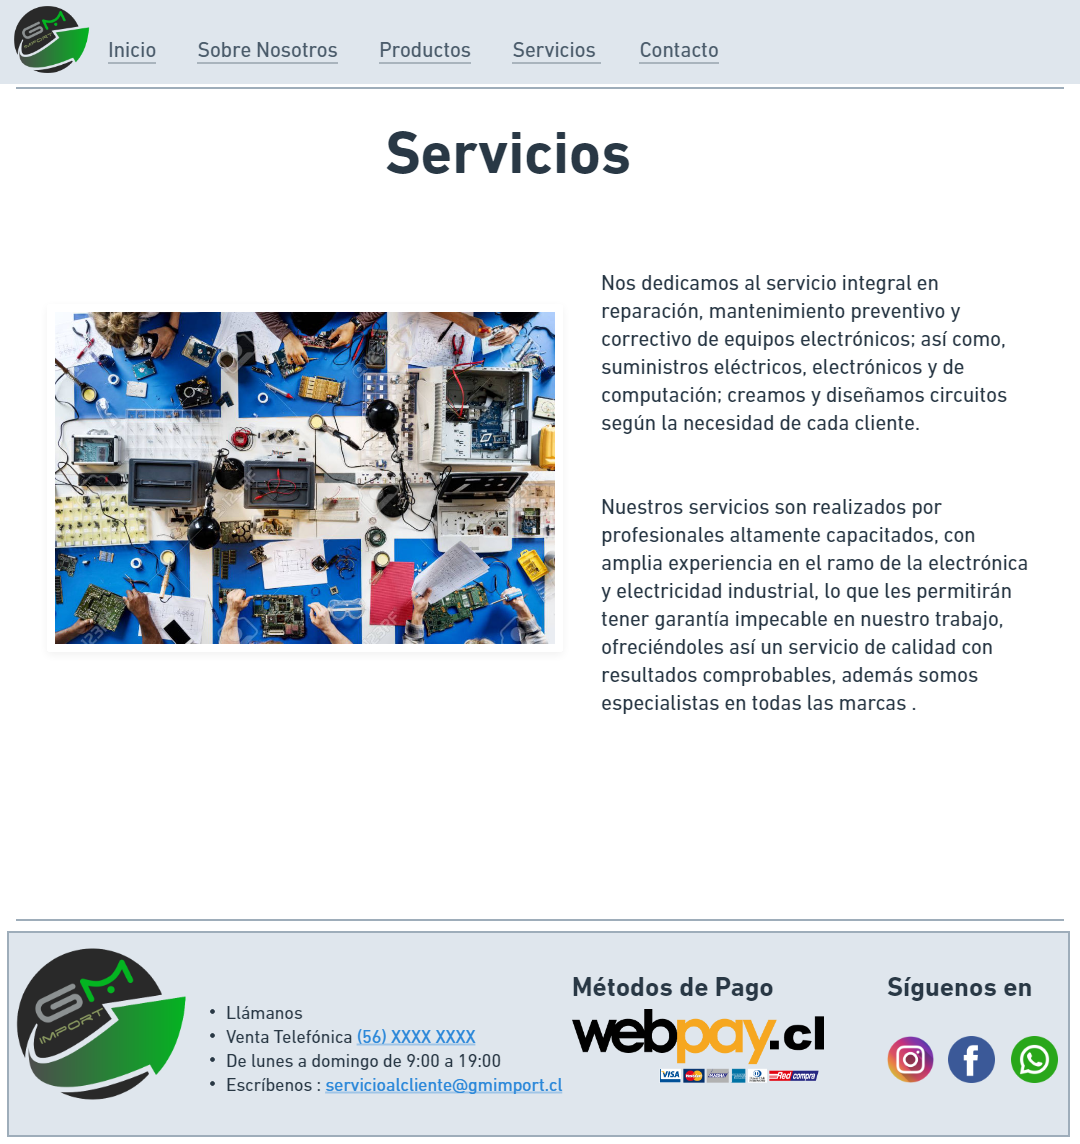 GM
IMPORT
Inicio Sobre Nosotros Productos Servicios Contacto
Servicios
Nos dedicamos al servicio integral en
reparación, mantenimiento preventivo y
correctivo de equipos electrónicos; así como,
suministros eléctricos, electrónicos y de
computación; creamos y diseñamos circuitos
según la necesidad de cada cliente.
Nuestros servicios son realizados por
profesionales altamente capacitados, con
amplia experiencia en el ramo de la electrónica
y electricidad industrial, lo que les permitirán
tener garantía impecable en nuestro trabajo,
ofreciéndoles así un servicio de calidad con
resultados comprobables, además somos
especialistas en todas las marcas .
GM
IMPORT
• Llámanos
• Venta Telefónica (56) XXXX XXXX
• De lunes a domingo de 9:00 a 19:00
• Escríbenos : servicioalcliente@gmimport.cl
Métodos de Pago
webpay.cl
VISA
Redcompra
Síguenos en